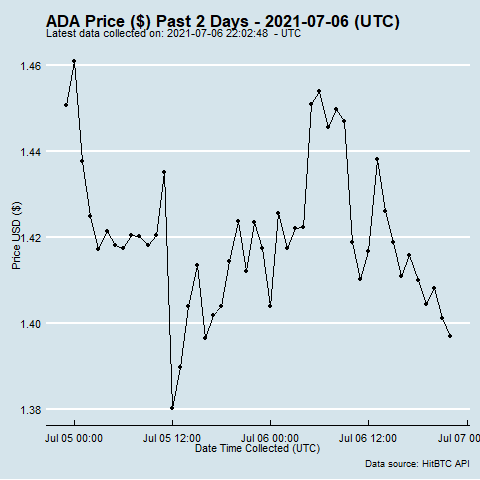 ADA Price ($) Past 2 Days - 2021-07-06 (UTC)
Latest data collected on: 2021-07-06 22:02:48 - UTC
1.46
1.44
1.42
1.40
1.38
Price USD ($)
Jul 05 00:00 Jul 05 12:00 Jul 06 00:00 Jul 06 12:00 Jul 07 00
Date Time Collected (UTC)
Data source: HitBTC API